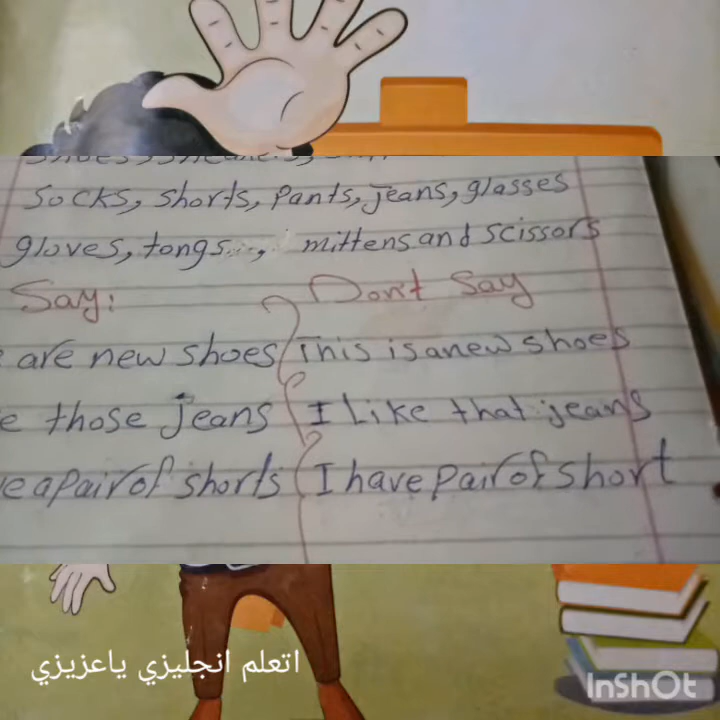 Socks, shorts, Pants, jeans, glasses
gloves, tongs, mittens and scissors
Say: Don't Say
are new shoes This is a new shoes
those jeans I Like that jeans
a pair of shorts I have pair of short
اتعلم انجليزي ياعزيزي
InShOt